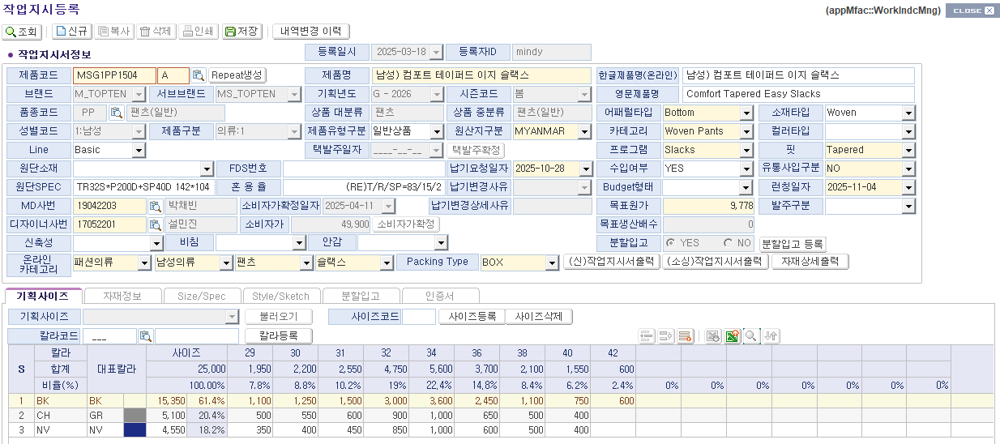 작업지시등록 (appMfac::WorkIndcMng) CLOSE
조회 신규 복사 삭제 인쇄 저장 내역변경 이력
작업지시서정보 등록일시 2025-03-18 등록자ID mindy
제품코드 MSG1PP1504 A Repeat생성 제품명 남성) 컴포트 테이퍼드 이지 슬랙스 한글제품명(온라인) 남성) 컴포트 테이퍼드 이지 슬랙스
브랜드 M_TOPTEN 서브브랜드 MS_TOPTEN 기획년도 G - 2026 시즌코드 봄 영문제품명 Comfort Tapered Easy Slacks
품종코드 PP 팬츠(일반) 상품 대분류 팬츠 상품 중분류 팬츠(일반) 어패럴타입 Bottom 소재타입 Woven
성별코드 1:남성 제품구분 의류:1 제품유형구분 일반상품 원산지구분 MYANMAR 카테고리 Woven Pants 컬러타입
Line Basic 택발주일자 ____-__-__ 택발주확정 프로그램 Slacks 핏 Tapered
원단소재 FDS번호 납기요청일자 2025-10-28 수입여부 YES 유통사입구분 NO
원단SPEC TR32S*P200D+SP40D 142*104 혼 용 율 (RE)T/R/SP=83/15/2 납기변경사유 Budget형태 런칭일자 2025-11-04
MD사번 19042203 박채빈 소비자가확정일자 2025-04-11 납기변경상세사유 목표원가 9,778 발주구분
디자이너사번 17052201 설민진 소비자가 49,900 소비자가확정 목표생산배수 0
신축성 비침 안감 분할입고 YES NO 분할입고 등록
온라인 카테고리 패션의류 남성의류 팬츠 슬랙스 Packing Type BOX (신)작업지시서출력 (소싱)작업지시서출력 자재상세출력
기획사이즈 자재정보 Size/Spec Style/Sketch 분할입고 인증서
기획사이즈 불러오기 사이즈코드 사이즈등록 사이즈삭제
칼라코드 ___ 칼라등록
S 칼라 대표칼라 사이즈 29 30 31 32 34 36 38 40 42
합계 25,000 1,950 2,200 2,550 4,750 5,600 3,700 2,100 1,550 600
비율(%) 100.00% 7.8% 8.8% 10.2% 19% 22.4% 14.8% 8.4% 6.2% 2.4% 0% 0% 0% 0% 0% 0% 0%
1 BK BK 15,350 61.4% 1,100 1,250 1,500 3,000 3,600 2,450 1,100 750 600
2 CH GR 5,100 20.4% 500 550 600 900 1,000 650 500 400
3 NV NV 4,550 18.2% 350 400 450 850 1,000 600 500 400